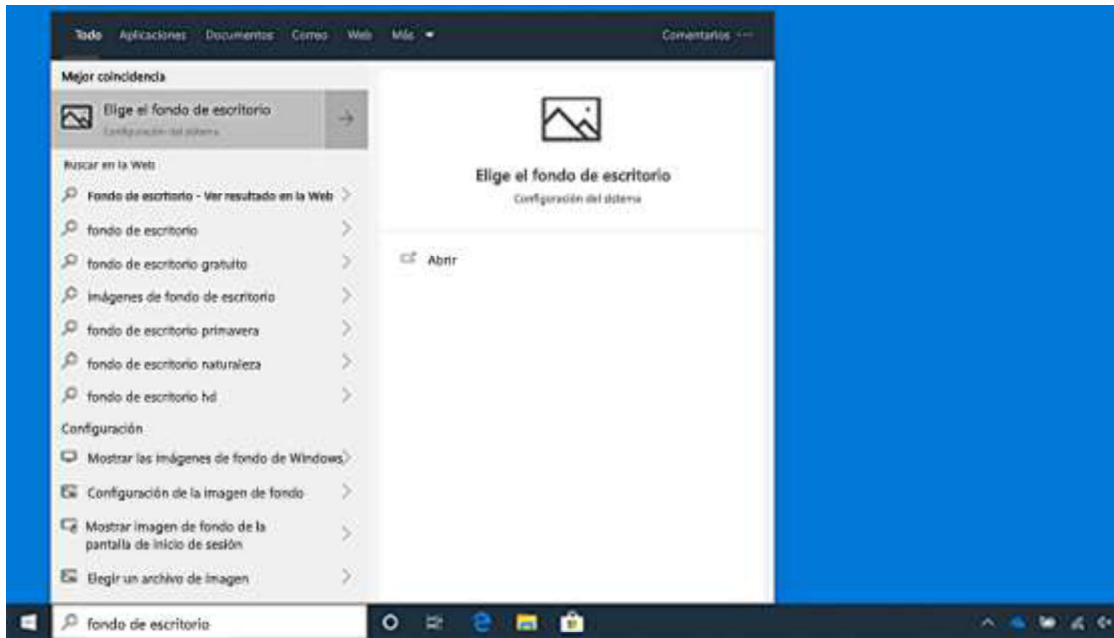 Todo Aplicaciones Documentos Correo Web Más Comentarios ···
Mejor coincidencia
Elige el fondo de escritorio
Configuración del sistema
Buscar en la Web
Fondo de escritorio - Ver resultado en la Web
fondo de escritorio
fondo de escritorio gratuito
imágenes de fondo de escritorio
fondo de escritorio primavera
fondo de escritorio naturaleza
fondo de escritorio hd
Configuración
Mostrar las imágenes de fondo de Windows
Configuración de la imagen de fondo
Mostrar imagen de fondo de la
pantalla de inicio de sesión
Elegir un archivo de imagen
Elige el fondo de escritorio
Configuración del sistema
Abrir
fondo de escritorio